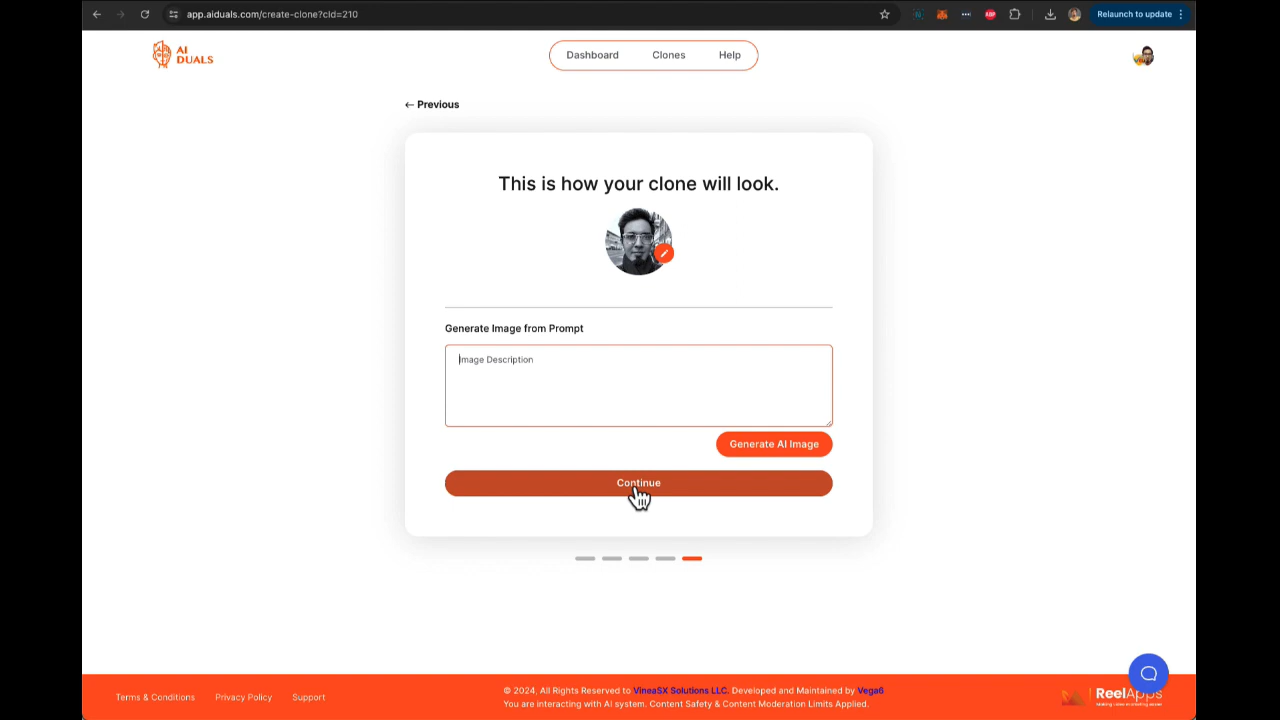 app.aiduals.com/create-clone?cId=210
ABP
Relaunch to update
AI
DUALS
Dashboard
Clones
Help
← Previous
This is how your clone will look.
Generate Image from Prompt
Image Description
Generate AI Image
Continue
Terms & Conditions
Privacy Policy
Support
© 2024, All Rights Reserved to VineaSX Solutions LLC. Developed and Maintained by Vega6
You are interacting with AI system. Content Safety & Content Moderation Limits Applied.
ReelApps